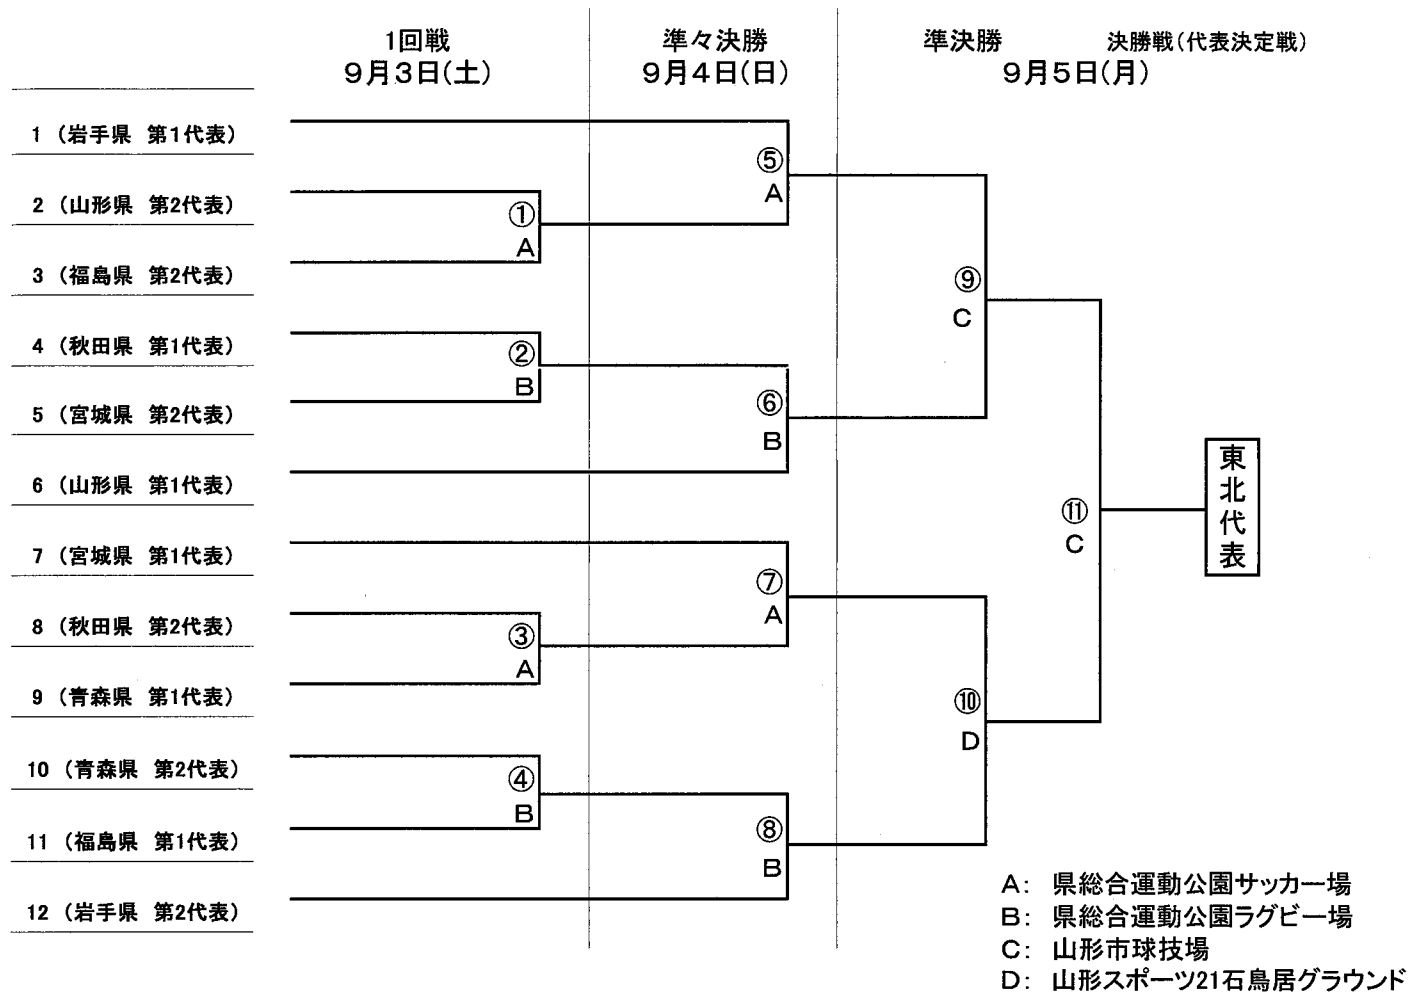 1回戦
9月3日(土)
準々決勝
9月4日(日)
準決勝 決勝戦(代表決定戦)
9月5日(月)
1 (岩手県 第1代表)
2 (山形県 第2代表)
3 (福島県 第2代表)
4 (秋田県 第1代表)
5 (宮城県 第2代表)
6 (山形県 第1代表)
7 (宮城県 第1代表)
8 (秋田県 第2代表)
9 (青森県 第1代表)
10 (青森県 第2代表)
11 (福島県 第1代表)
12 (岩手県 第2代表)
①
A
②
B
③
A
④
B
⑤
A
⑥
B
⑦
A
⑧
B
⑨
C
⑩
D
⑪
C
東北代表
A: 県総合運動公園サッカー場
B: 県総合運動公園ラグビー場
C: 山形市球技場
D: 山形スポーツ21石鳥居グラウンド